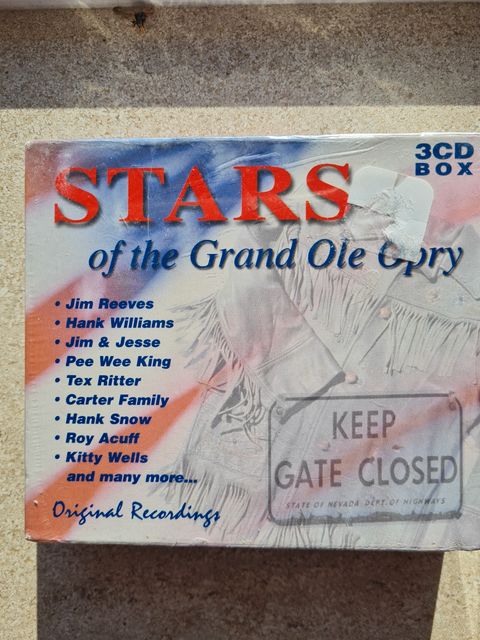 3CD
BOX
STARS
of the Grand Ole Opry
• Jim Reeves
• Hank Williams
• Jim & Jesse
• Pee Wee King
• Tex Ritter
• Carter Family
• Hank Snow
• Roy Acuff
• Kitty Wells
and many more...
Original Recordings
KEEP
GATE CLOSED
STATE OF NEVADA DEPT. OF HIGHWAYS